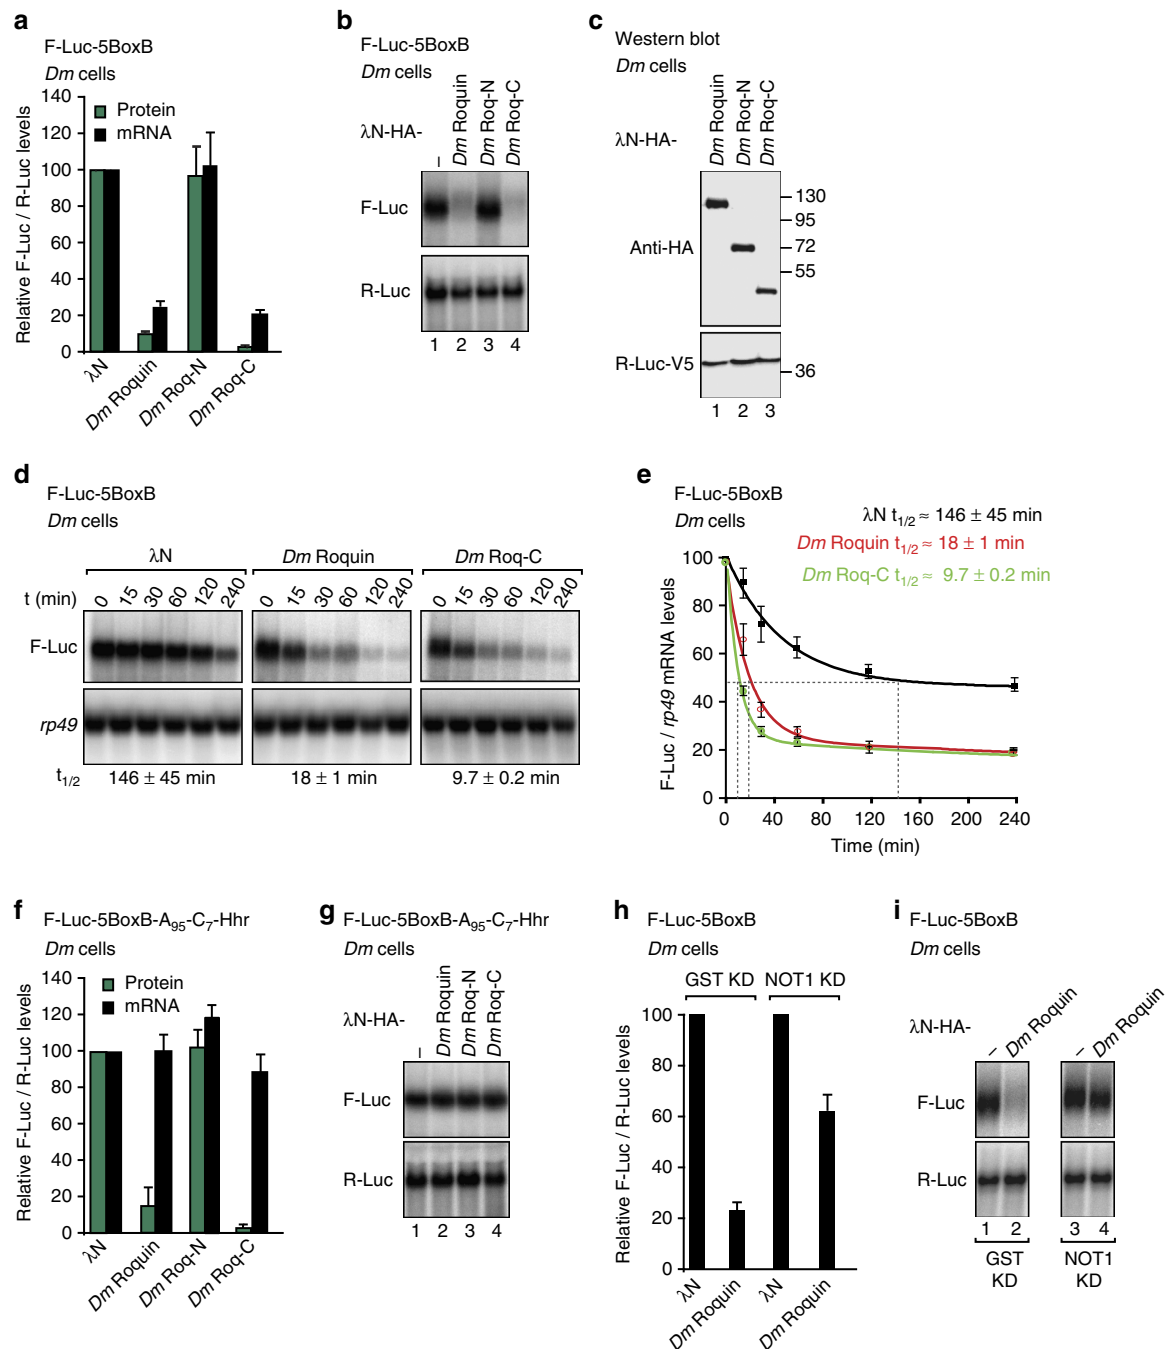 a
F-Luc-5BoxB
Dm cells
Relative F-Luc / R-Luc levels
140
120
100
80
60
40
20
0
Protein
mRNA
λN
Dm Roquin
Dm Roq-N
Dm Roq-C
b
F-Luc-5BoxB
Dm cells
λN-HA-
–
Dm Roquin
Dm Roq-N
Dm Roq-C
F-Luc
R-Luc
1 2 3 4
c
Western blot
Dm cells
λN-HA-
Dm Roquin
Dm Roq-N
Dm Roq-C
Anti-HA
130
95
72
55
R-Luc-V5
36
1 2 3
d
F-Luc-5BoxB
Dm cells
λN Dm Roquin Dm Roq-C
t (min) 0 15 30 60 120 240 0 15 30 60 120 240 0 15 30 60 120 240
F-Luc
rp49
t1/2 146 ± 45 min 18 ± 1 min 9.7 ± 0.2 min
e
F-Luc-5BoxB
Dm cells
λN t1/2 ≈ 146 ± 45 min
Dm Roquin t1/2 ≈ 18 ± 1 min
Dm Roq-C t1/2 ≈ 9.7 ± 0.2 min
F-Luc / rp49 mRNA levels
100
80
60
40
20
0
0 40 80 120 160 200 240
Time (min)
f
F-Luc-5BoxB-A95-C7-Hhr
Dm cells
Relative F-Luc / R-Luc levels
140
120
100
80
60
40
20
0
Protein
mRNA
λN
Dm Roquin
Dm Roq-N
Dm Roq-C
g
F-Luc-5BoxB-A95-C7-Hhr
Dm cells
λN-HA-
–
Dm Roquin
Dm Roq-N
Dm Roq-C
F-Luc
R-Luc
1 2 3 4
h
F-Luc-5BoxB
Dm cells
GST KD NOT1 KD
Relative F-Luc / R-Luc levels
100
80
60
40
20
0
λN
Dm Roquin
λN
Dm Roquin
i
F-Luc-5BoxB
Dm cells
λN-HA-
–
Dm Roquin
–
Dm Roquin
F-Luc
R-Luc
1 2 3 4
GST KD
NOT1 KD